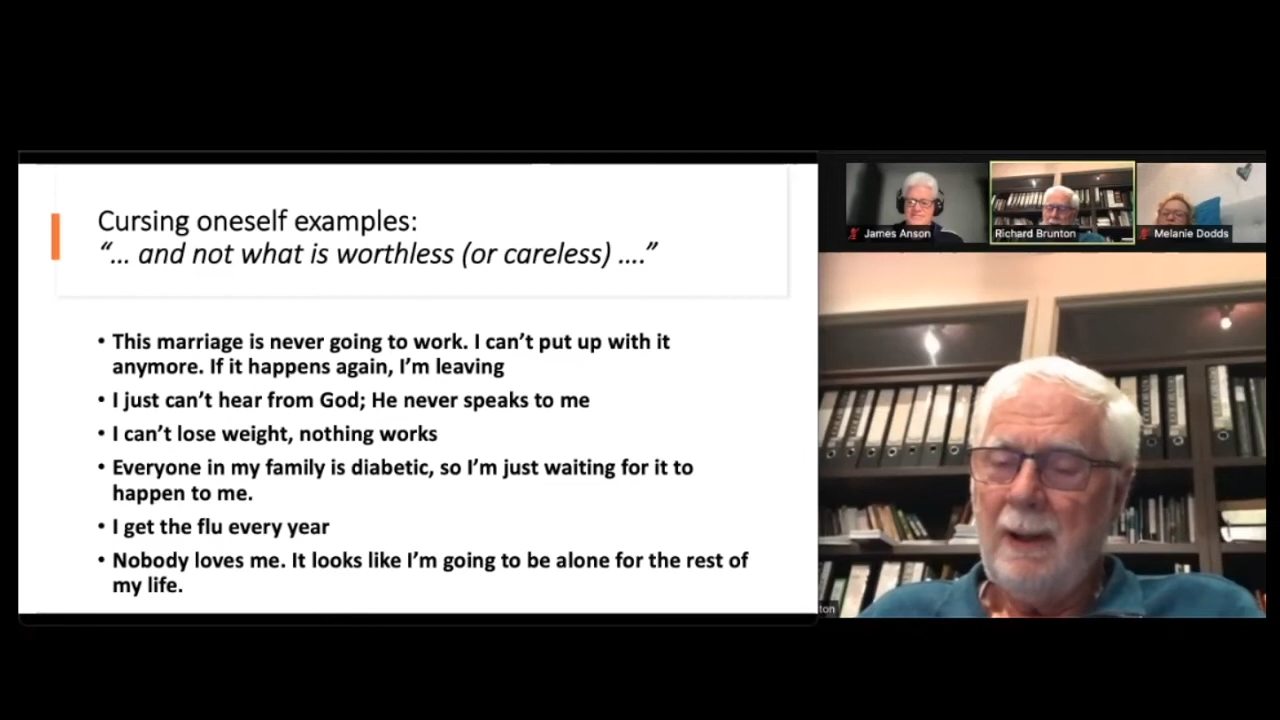 Cursing oneself examples:
“... and not what is worthless (or careless) ....”
• This marriage is never going to work. I can’t put up with it
anymore. If it happens again, I’m leaving
• I just can’t hear from God; He never speaks to me
• I can’t lose weight, nothing works
• Everyone in my family is diabetic, so I’m just waiting for it to
happen to me.
• I get the flu every year
• Nobody loves me. It looks like I’m going to be alone for the rest of
my life.
James Anson
Richard Brunton
Melanie Dodds
ton